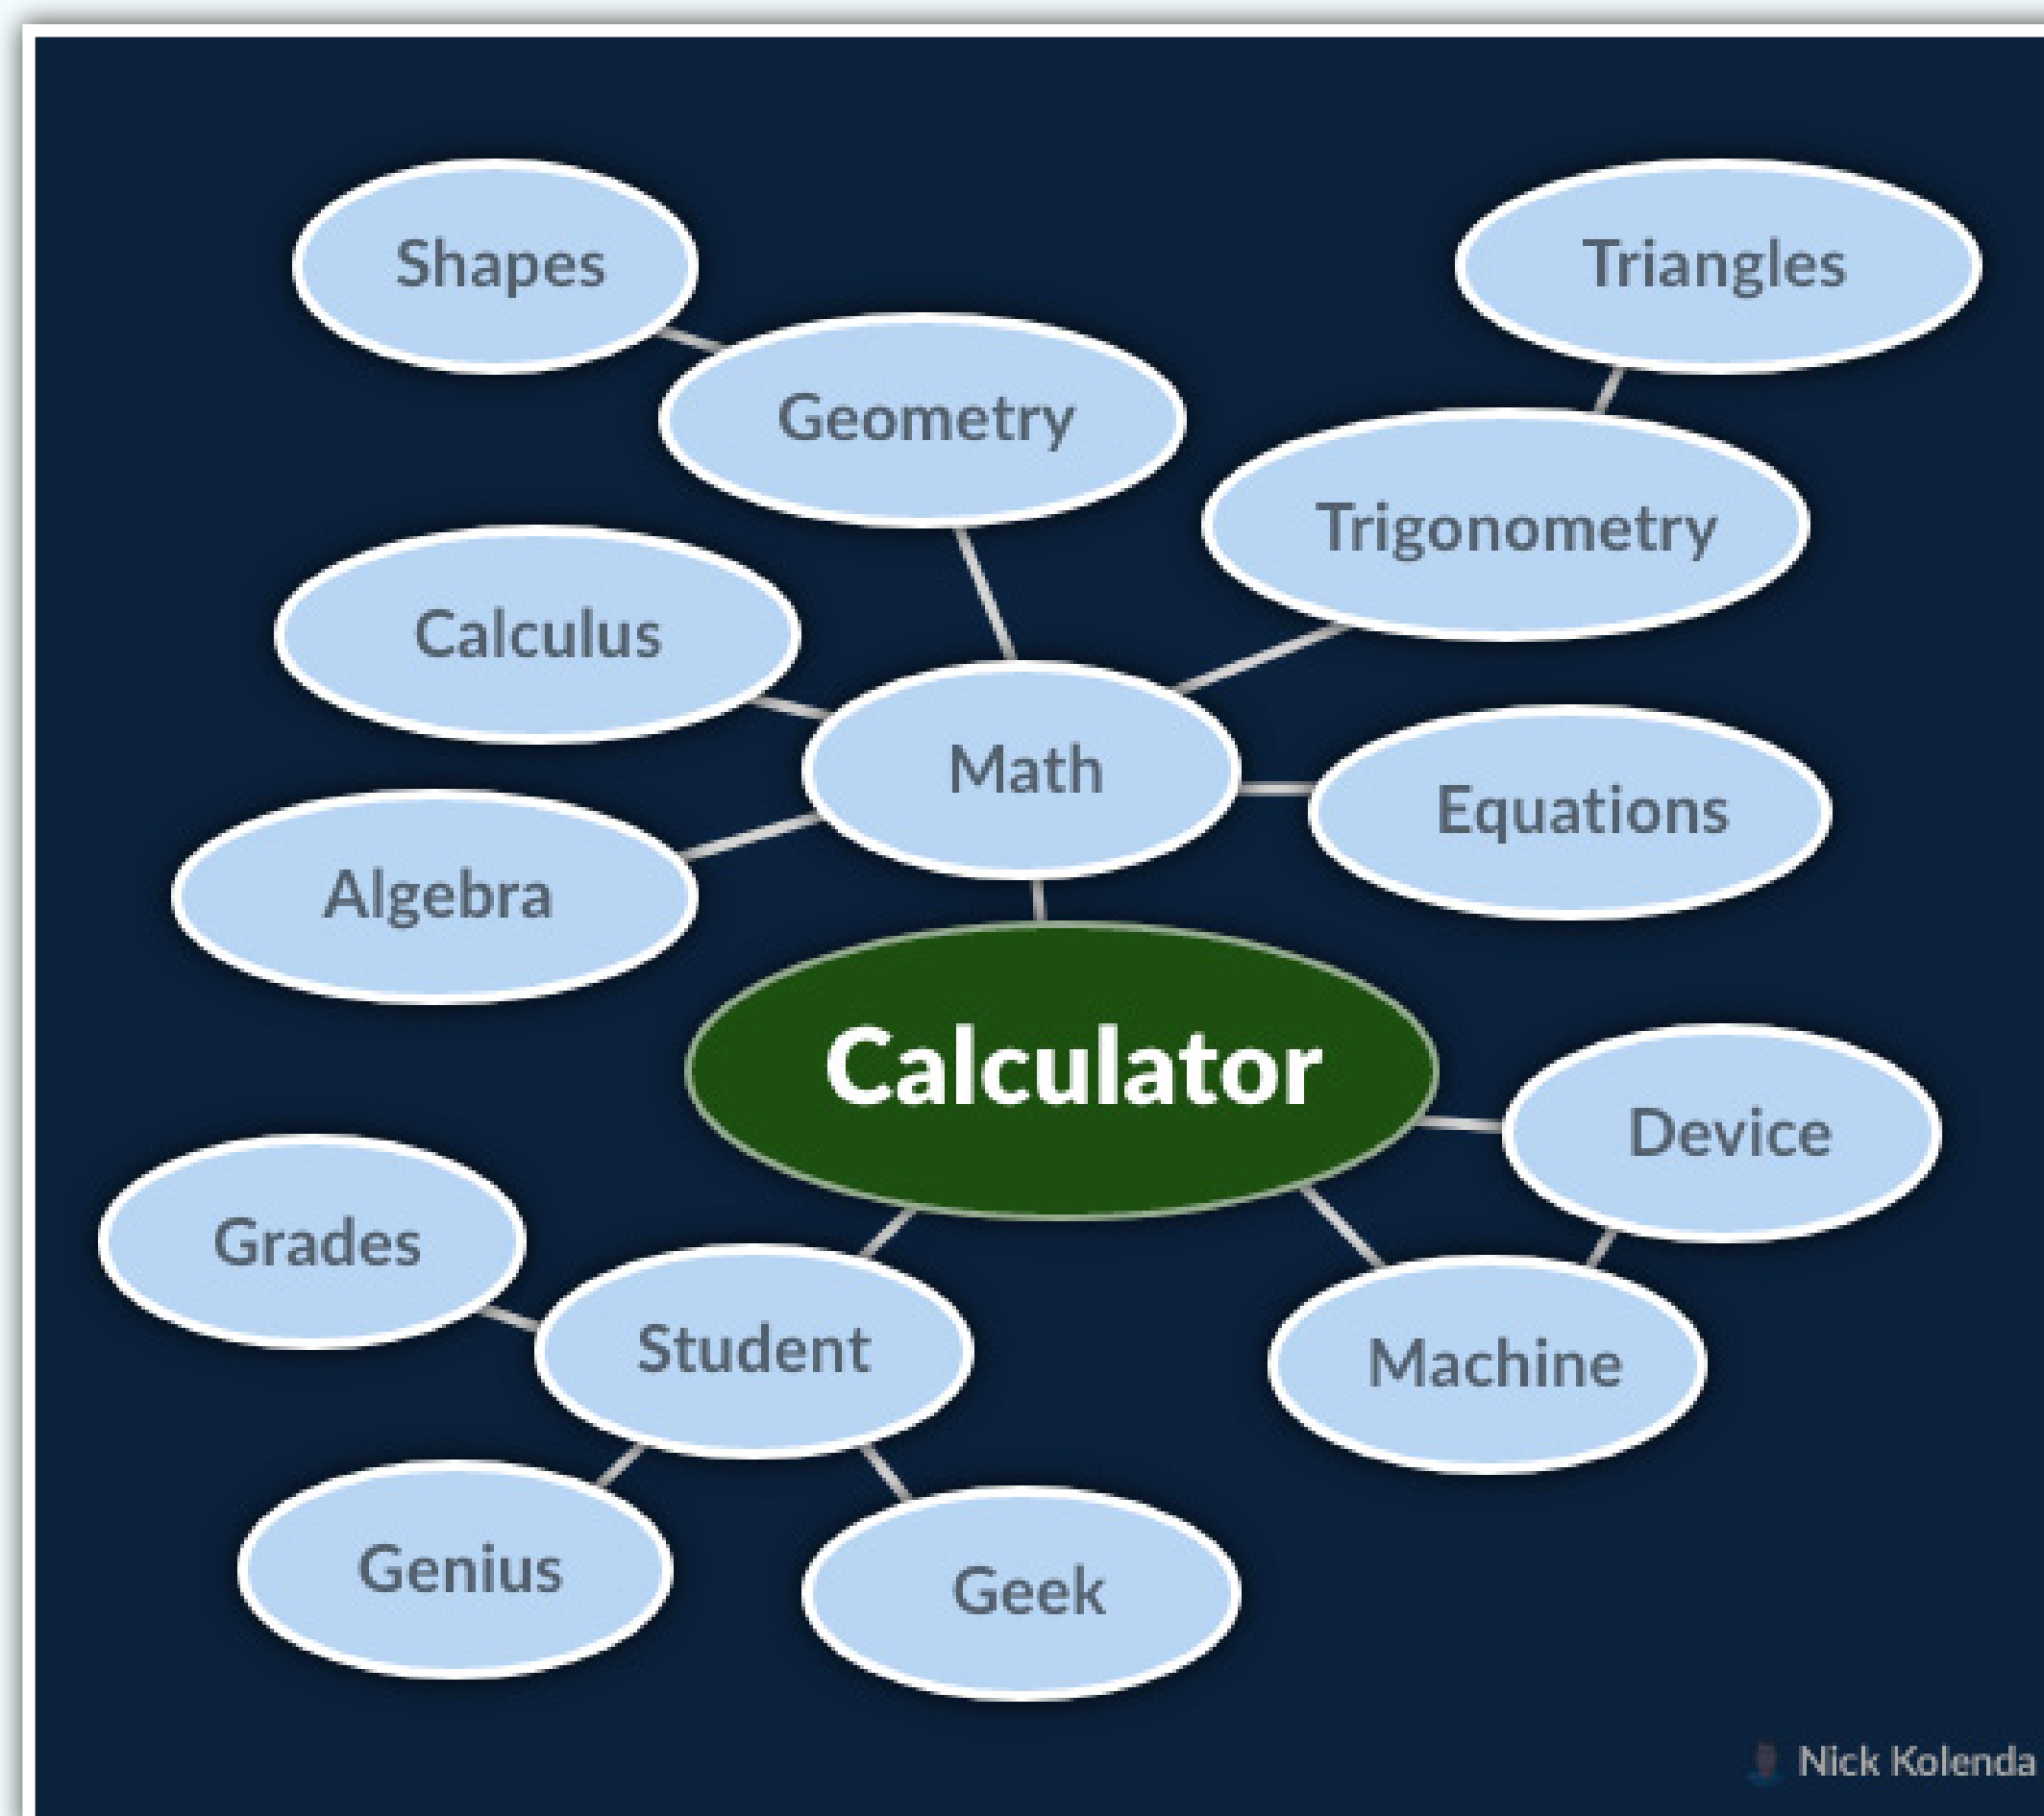 Shapes
Triangles
Geometry
Trigonometry
Calculus
Math
Equations
Algebra
Calculator
Device
Grades
Student
Machine
Genius
Geek
Nick Kolenda